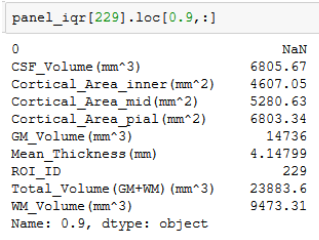 panel_iqr[229].loc[0.9,:]
0 NaN
CSF_Volume(mm^3) 6805.67
Cortical_Area_inner(mm^2) 4607.05
Cortical_Area_mid(mm^2) 5280.63
Cortical_Area_pial(mm^2) 6803.34
GM_Volume(mm^3) 14736
Mean_Thickness(mm) 4.14799
ROI_ID 229
Total_Volume(GM+WM)(mm^3) 23883.6
WM_Volume(mm^3) 9473.31
Name: 0.9, dtype: object